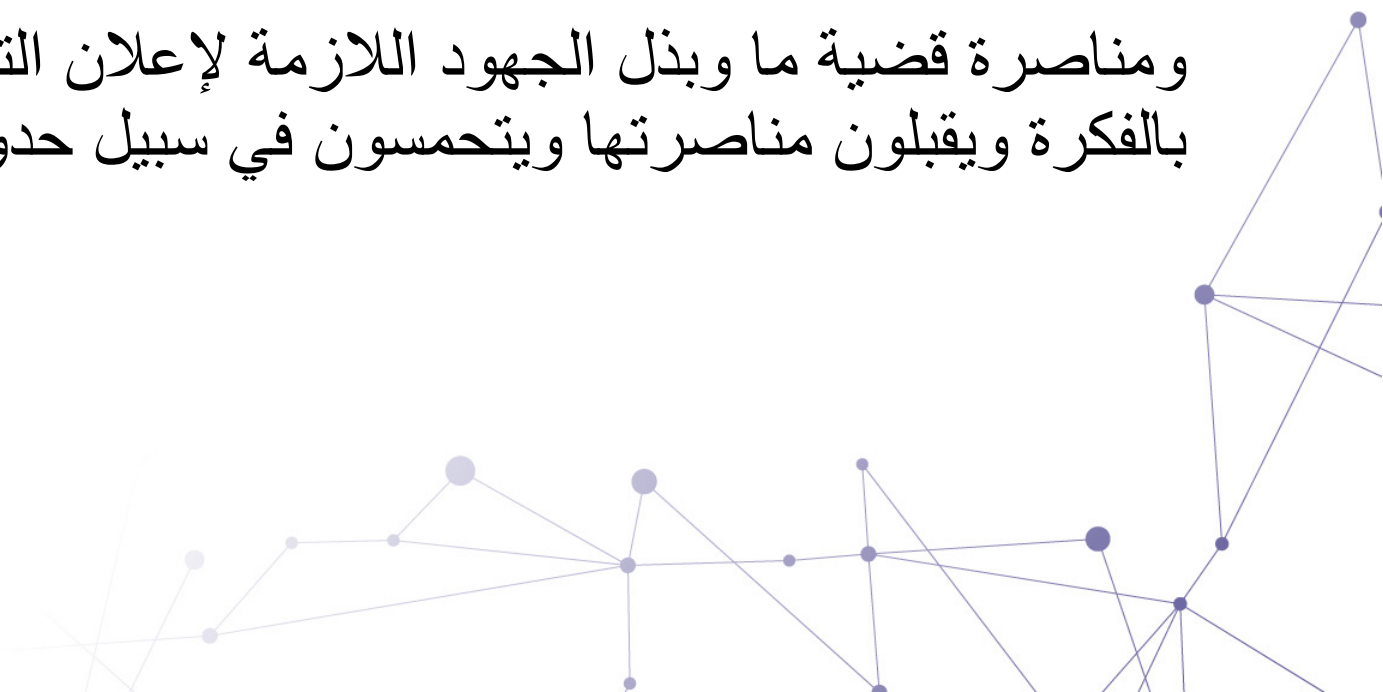 ومناصرة قضية ما وبذل الجهود اللازمة لإعلان
بالفكرة ويقبلون مناصرتها ويتحمسون في سبيل